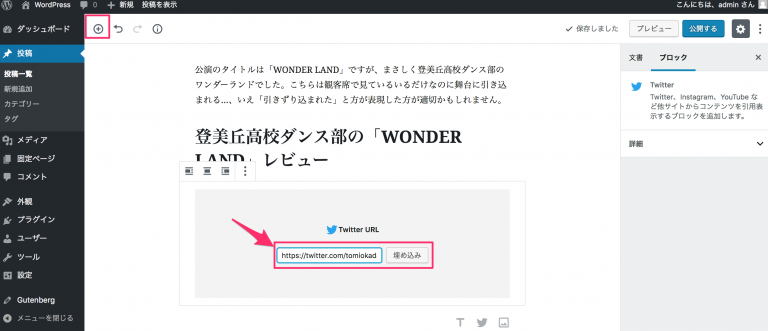 WordPress 0 新規 投稿を表示 こんにちは、admin さん
ダッシュボード
投稿
投稿一覧
新規追加
カテゴリー
タグ
メディア
固定ページ
コメント
外観
プラグイン
ユーザー
ツール
設定
Gutenberg
メニューを閉じる
保存しました プレビュー 公開する
公演のタイトルは「WONDER LAND」ですが、まさしく登美丘高校ダンス部の
ワンダーランドでした。こちらは観客席で見ているいるだけなのに舞台に引き込
まれる...、いえ「引きずり込まれた」と方が表現した方が適切かもしれません。
登美丘高校ダンス部の「WONDER
LAND」レビュー
Twitter URL
https://twitter.com/tomiokad 埋め込み
文書 ブロック
Twitter
Twitter、Instagram、YouTube な
ど他サイトからコンテンツを引用表
示するブロックを追加します。
詳細